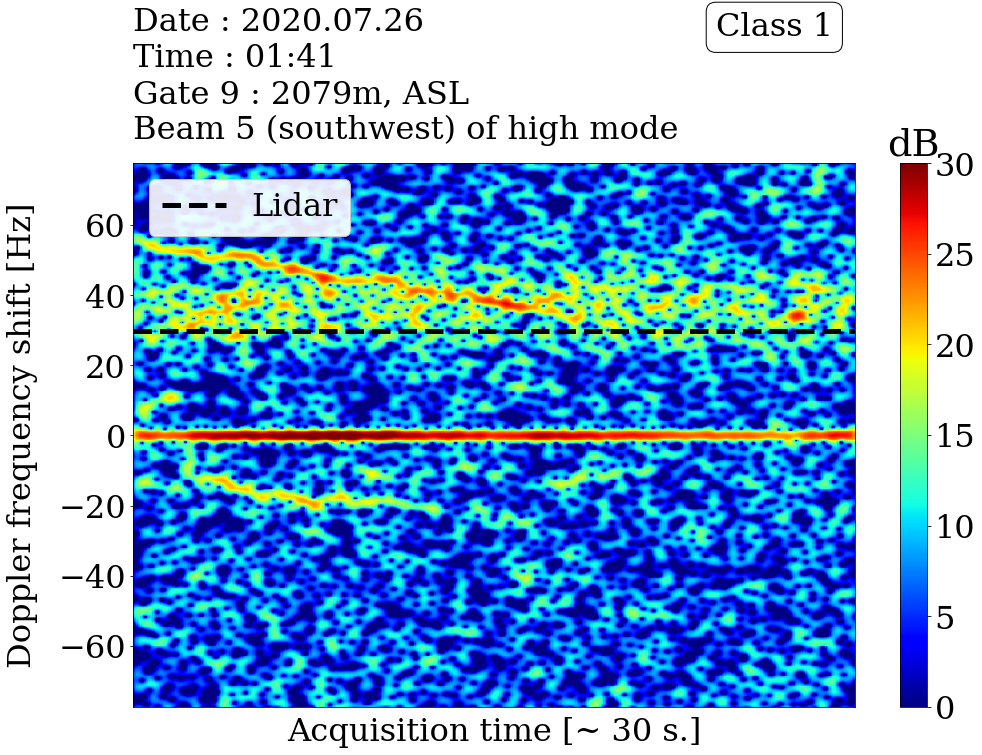 Date : 2020.07.26
Time : 01:41
Gate 9 : 2079m, ASL
Beam 5 (southwest) of high mode
Class 1
dB
Lidar
Doppler frequency shift [Hz]
60
40
20
0
−20
−40
−60
30
25
20
15
10
5
0
Acquisition time [~ 30 s.]